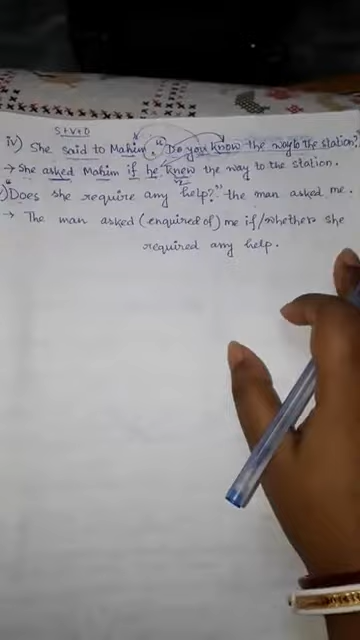 S+V+O
iv) She said to Mahim, "Do you know the way to the station?
→ She asked Mahim if he knew the way to the station.
v) "Does she require any help?" the man asked me.
→ The man asked (enquired of) me if/whether she
required any help.